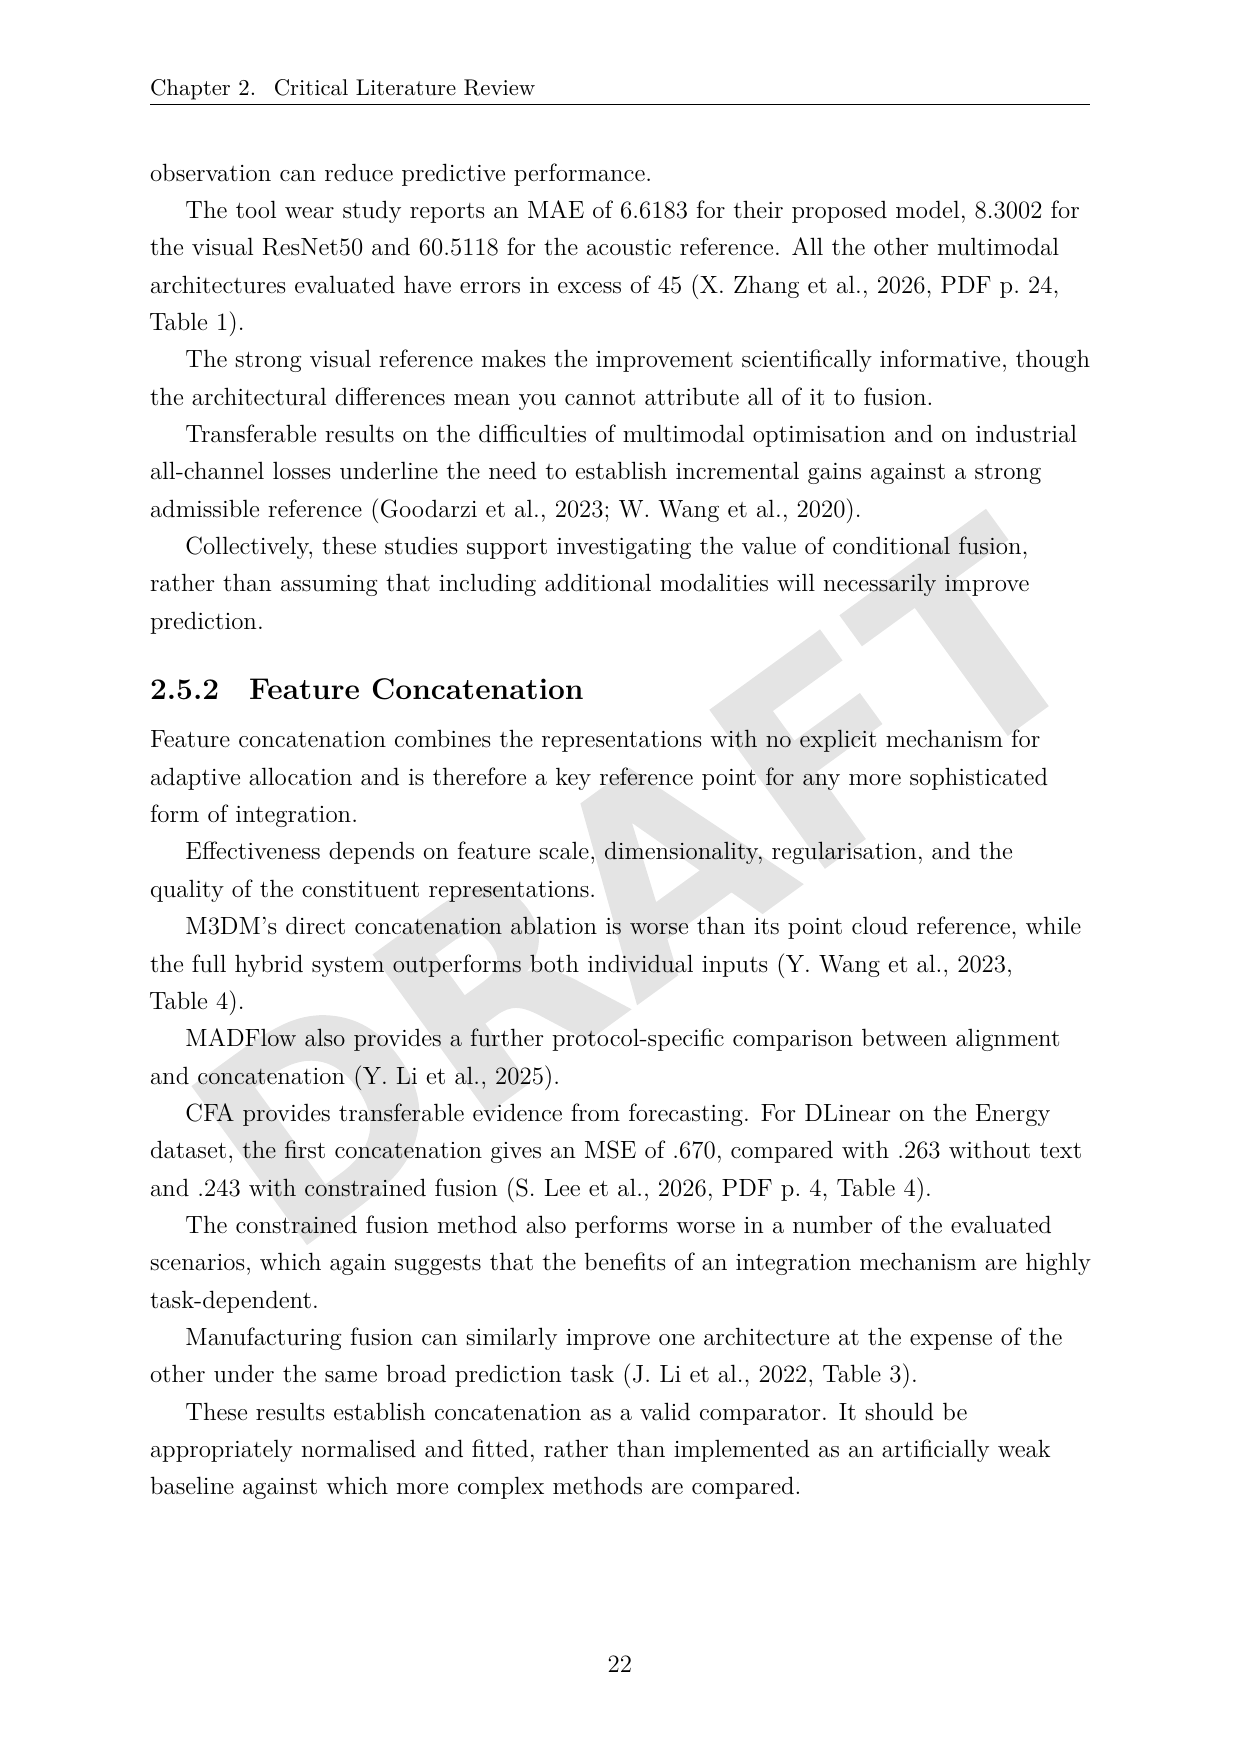 Chapter 2. Critical Literature Review
observation can reduce predictive performance.
The tool wear study reports an MAE of 6.6183 for their proposed model, 8.3002 for
the visual ResNet50 and 60.5118 for the acoustic reference. All the other multimodal
architectures evaluated have errors in excess of 45 (X. Zhang et al., 2026, PDF p. 24,
Table 1).
The strong visual reference makes the improvement scientifically informative, though
the architectural differences mean you cannot attribute all of it to fusion.
Transferable results on the difficulties of multimodal optimisation and on industrial
all-channel losses underline the need to establish incremental gains against a strong
admissible reference (Goodarzi et al., 2023; W. Wang et al., 2020).
Collectively, these studies support investigating the value of conditional fusion,
rather than assuming that including additional modalities will necessarily improve
prediction.
2.5.2 Feature Concatenation
Feature concatenation combines the representations with no explicit mechanism for
adaptive allocation and is therefore a key reference point for any more sophisticated
form of integration.
Effectiveness depends on feature scale, dimensionality, regularisation, and the
quality of the constituent representations.
M3DM's direct concatenation ablation is worse than its point cloud reference, while
the full hybrid system outperforms both individual inputs (Y. Wang et al., 2023,
Table 4).
MADFlow also provides a further protocol-specific comparison between alignment
and concatenation (Y. Li et al., 2025).
CFA provides transferable evidence from forecasting. For DLinear on the Energy
dataset, the first concatenation gives an MSE of .670, compared with .263 without text
and .243 with constrained fusion (S. Lee et al., 2026, PDF p. 4, Table 4).
The constrained fusion method also performs worse in a number of the evaluated
scenarios, which again suggests that the benefits of an integration mechanism are highly
task-dependent.
Manufacturing fusion can similarly improve one architecture at the expense of the
other under the same broad prediction task (J. Li et al., 2022, Table 3).
These results establish concatenation as a valid comparator. It should be
appropriately normalised and fitted, rather than implemented as an artificially weak
baseline against which more complex methods are compared.
DRAFT
22